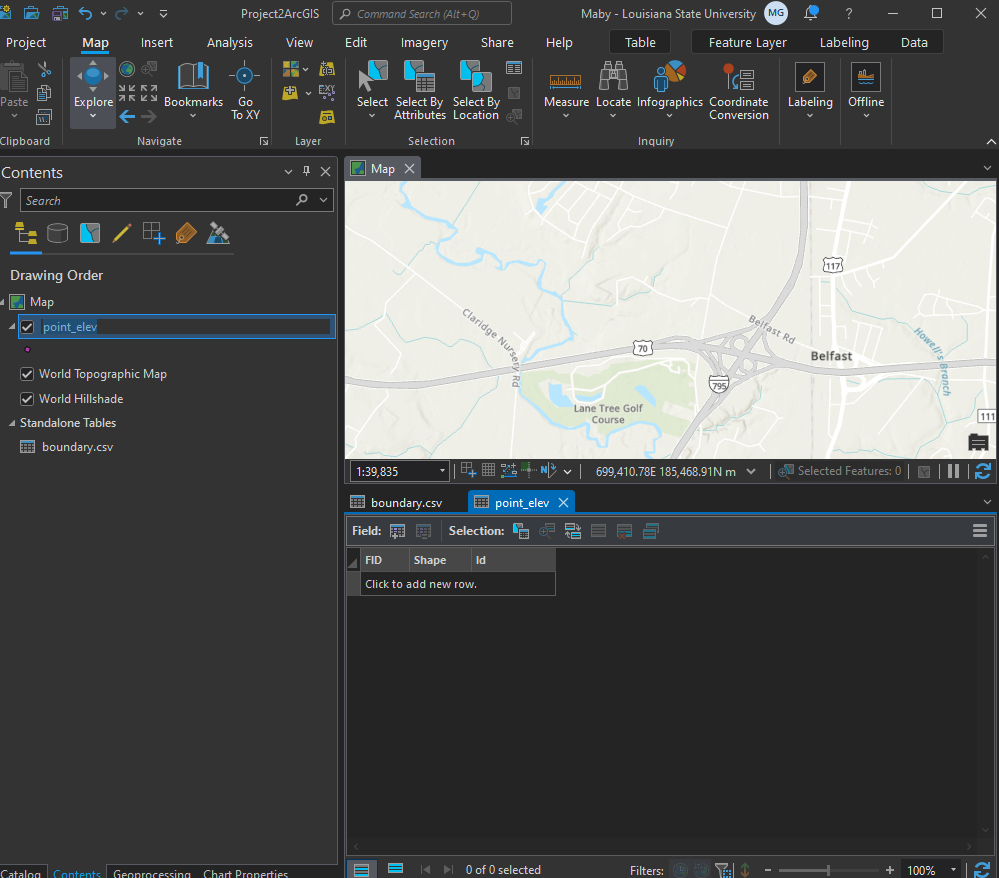 Project2ArcGIS
Command Search (Alt+Q)
Maby - Louisiana State University
MG
?
Project
Map
Insert
Analysis
View
Edit
Imagery
Share
Help
Table
Feature Layer
Labeling
Data
Paste
Explore
Bookmarks
Go
To XY
Select
Select By
Attributes
Select By
Location
Measure
Locate
Infographics
Coordinate
Conversion
Labeling
Offline
Clipboard
Navigate
Layer
Selection
Inquiry
Contents
Search
Drawing Order
Map
point_elev
World Topographic Map
World Hillshade
Standalone Tables
boundary.csv
Map
117
Claridge Nursery Rd
Belfast Rd
70
Belfast
Howell's Branch
795
Lane Tree Golf
Course
111
1:39,835
699,410.78E 185,468.91N m
Selected Features: 0
boundary.csv
point_elev
Field:
Selection:
FID
Shape
Id
Click to add new row.
0 of 0 selected
Filters:
100%
Catalog
Contents
Geoprocessing
Chart Properties